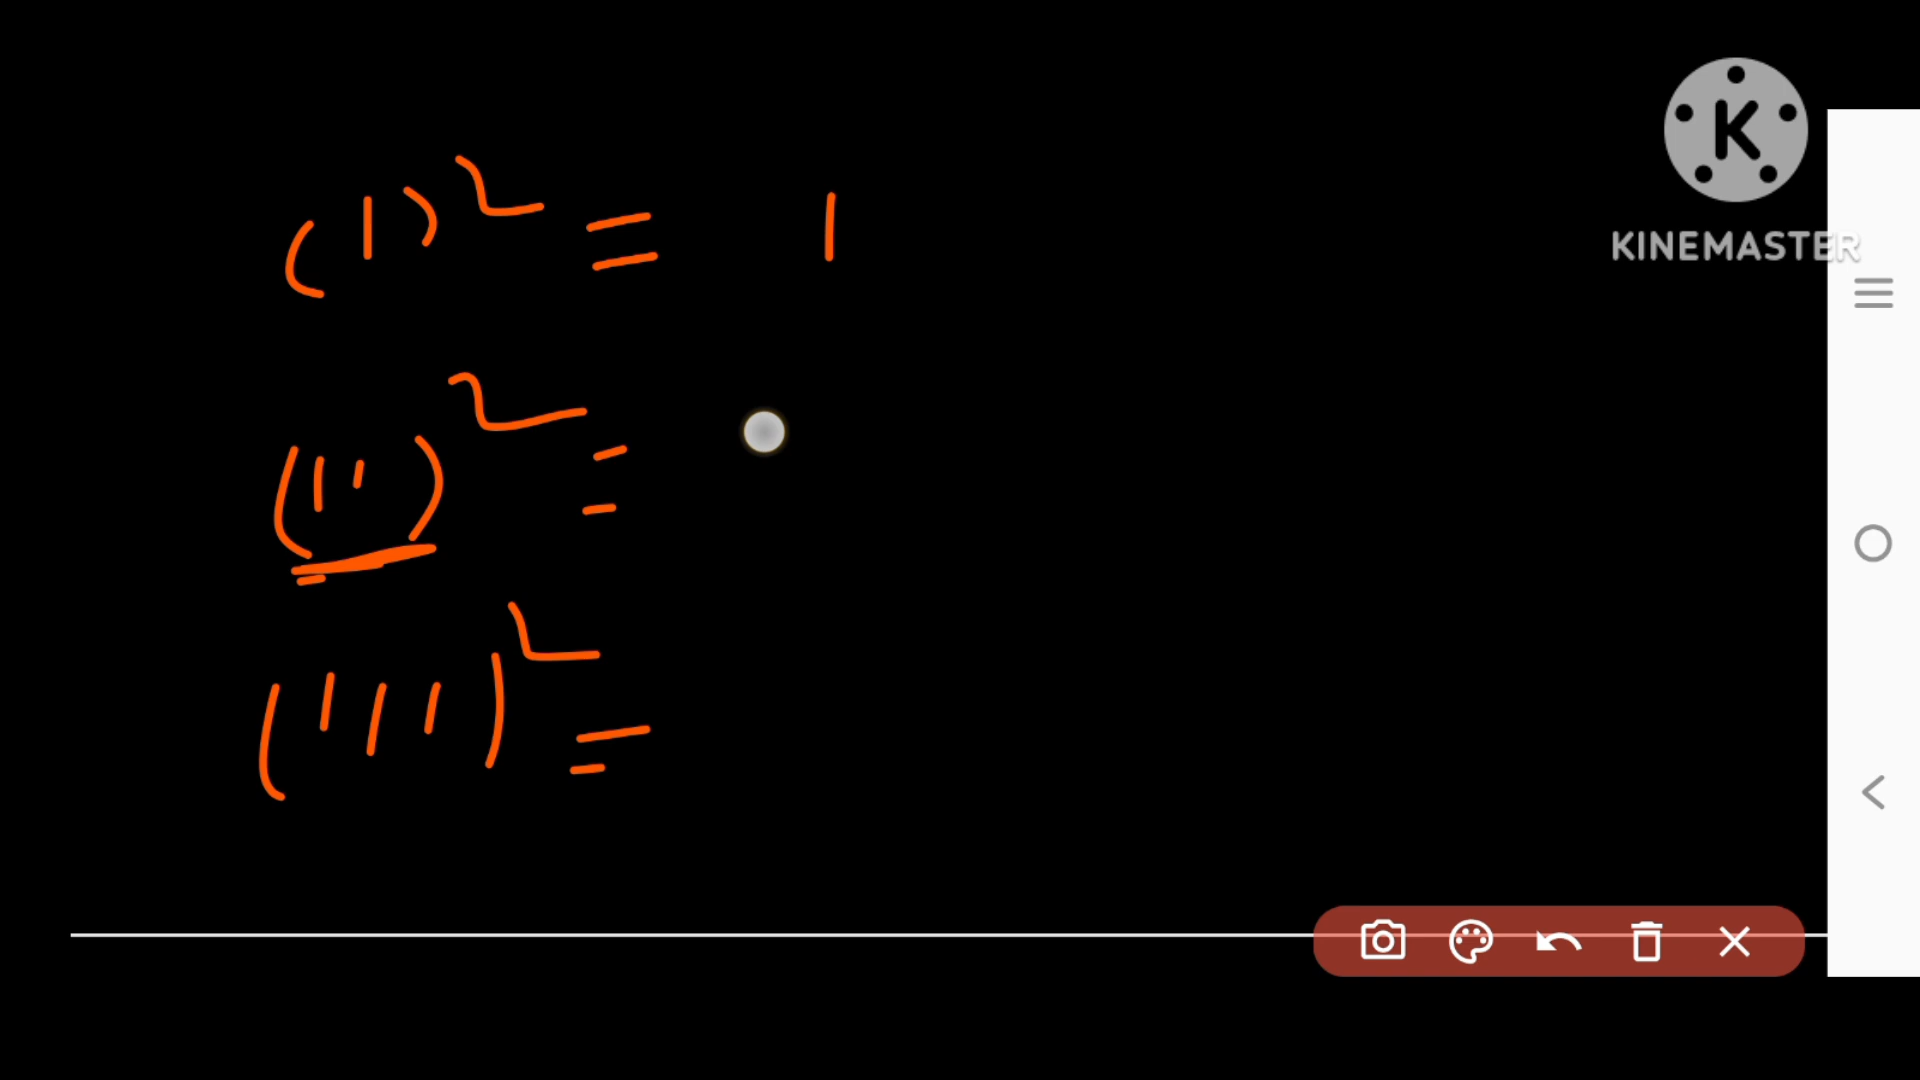 (1)² = 1
KINEMASTER
(11)² =
(111)² =